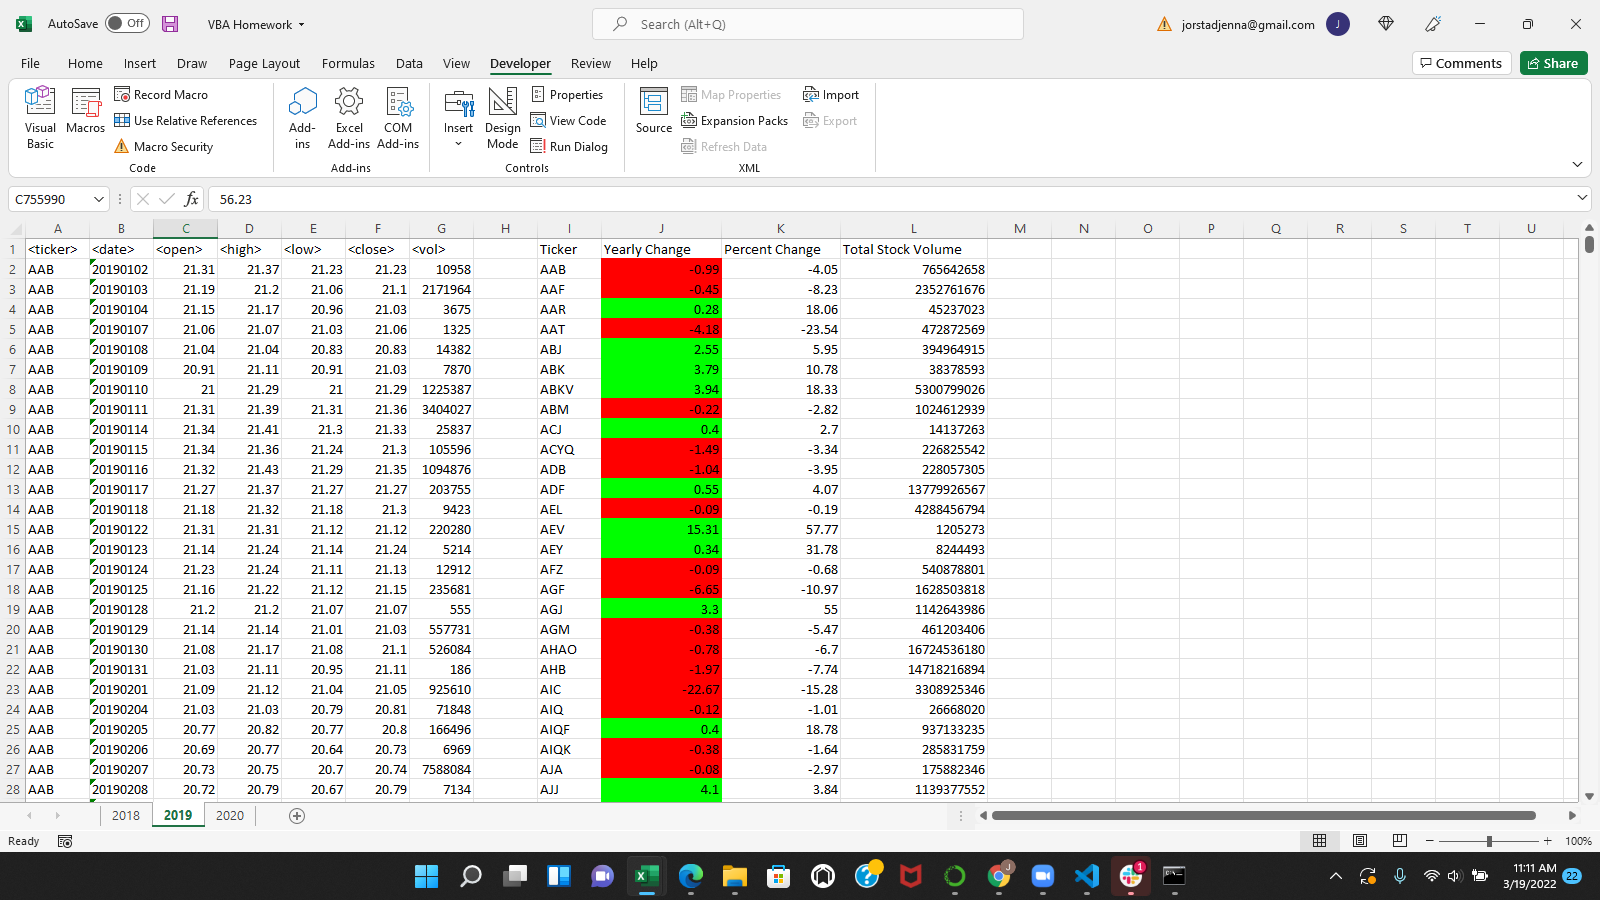 AutoSave Off VBA Homework Search (Alt+Q) jorstadjenna@gmail.com J
File Home Insert Draw Page Layout Formulas Data View Developer Review Help Comments Share
Visual Basic Macros Record Macro Use Relative References Macro Security Code
Add-ins Excel Add-ins COM Add-ins Add-ins
Insert Design Mode Properties View Code Run Dialog Controls
Source Map Properties Expansion Packs Refresh Data Import Export XML
C755990 fx 56.23
A B C D E F G H I J K L M N O P Q R S T U
1 <ticker> <date> <open> <high> <low> <close> <vol> Ticker Yearly Change Percent Change Total Stock Volume
2 AAB 20190102 21.31 21.37 21.23 21.23 10958 AAB -0.99 -4.05 765642658
3 AAB 20190103 21.19 21.2 21.06 21.1 2171964 AAF -0.45 -8.23 2352761676
4 AAB 20190104 21.15 21.17 20.96 21.03 3675 AAR 0.28 18.06 45237023
5 AAB 20190107 21.06 21.07 21.03 21.06 1325 AAT -4.18 -23.54 472872569
6 AAB 20190108 21.04 21.04 20.83 20.83 14382 ABJ 2.55 5.95 394964915
7 AAB 20190109 20.91 21.11 20.91 21.03 7870 ABK 3.79 10.78 38378593
8 AAB 20190110 21 21.29 21 21.29 1225387 ABKV 3.94 18.33 5300799026
9 AAB 20190111 21.31 21.39 21.31 21.36 3404027 ABM -0.22 -2.82 1024612939
10 AAB 20190114 21.34 21.41 21.3 21.33 25837 ACJ 0.4 2.7 14137263
11 AAB 20190115 21.34 21.36 21.24 21.3 105596 ACYQ -1.49 -3.34 226825542
12 AAB 20190116 21.32 21.43 21.29 21.35 1094876 ADB -1.04 -3.95 228057305
13 AAB 20190117 21.27 21.37 21.27 21.27 203755 ADF 0.55 4.07 13779926567
14 AAB 20190118 21.18 21.32 21.18 21.3 9423 AEL -0.09 -0.19 4288456794
15 AAB 20190122 21.31 21.31 21.12 21.12 220280 AEV 15.31 57.77 1205273
16 AAB 20190123 21.14 21.24 21.14 21.24 5214 AEY 0.34 31.78 8244493
17 AAB 20190124 21.23 21.24 21.11 21.13 12912 AFZ -0.09 -0.68 540878801
18 AAB 20190125 21.16 21.22 21.12 21.15 235681 AGF -6.65 -10.97 1628503818
19 AAB 20190128 21.2 21.2 21.07 21.07 555 AGJ 3.3 55 1142643986
20 AAB 20190129 21.14 21.14 21.01 21.03 557731 AGM -0.38 -5.47 461203406
21 AAB 20190130 21.08 21.17 21.08 21.1 526084 AHAO -0.78 -6.7 16724536180
22 AAB 20190131 21.03 21.11 20.95 21.11 186 AHB -1.97 -7.74 14718216894
23 AAB 20190201 21.09 21.12 21.04 21.05 925610 AIC -22.67 -15.28 3308925346
24 AAB 20190204 21.03 21.03 20.79 20.81 71848 AIQ -0.12 -1.01 26668020
25 AAB 20190205 20.77 20.82 20.77 20.8 166496 AIQF 0.4 18.78 937133235
26 AAB 20190206 20.69 20.77 20.64 20.73 6969 AIQK -0.38 -1.64 285831759
27 AAB 20190207 20.73 20.75 20.7 20.74 7588084 AJA -0.08 -2.97 175882346
28 AAB 20190208 20.72 20.79 20.67 20.79 7134 AJJ 4.1 3.84 1139377552
2018 2019 2020
Ready 100%
11:11 AM
3/19/2022 22